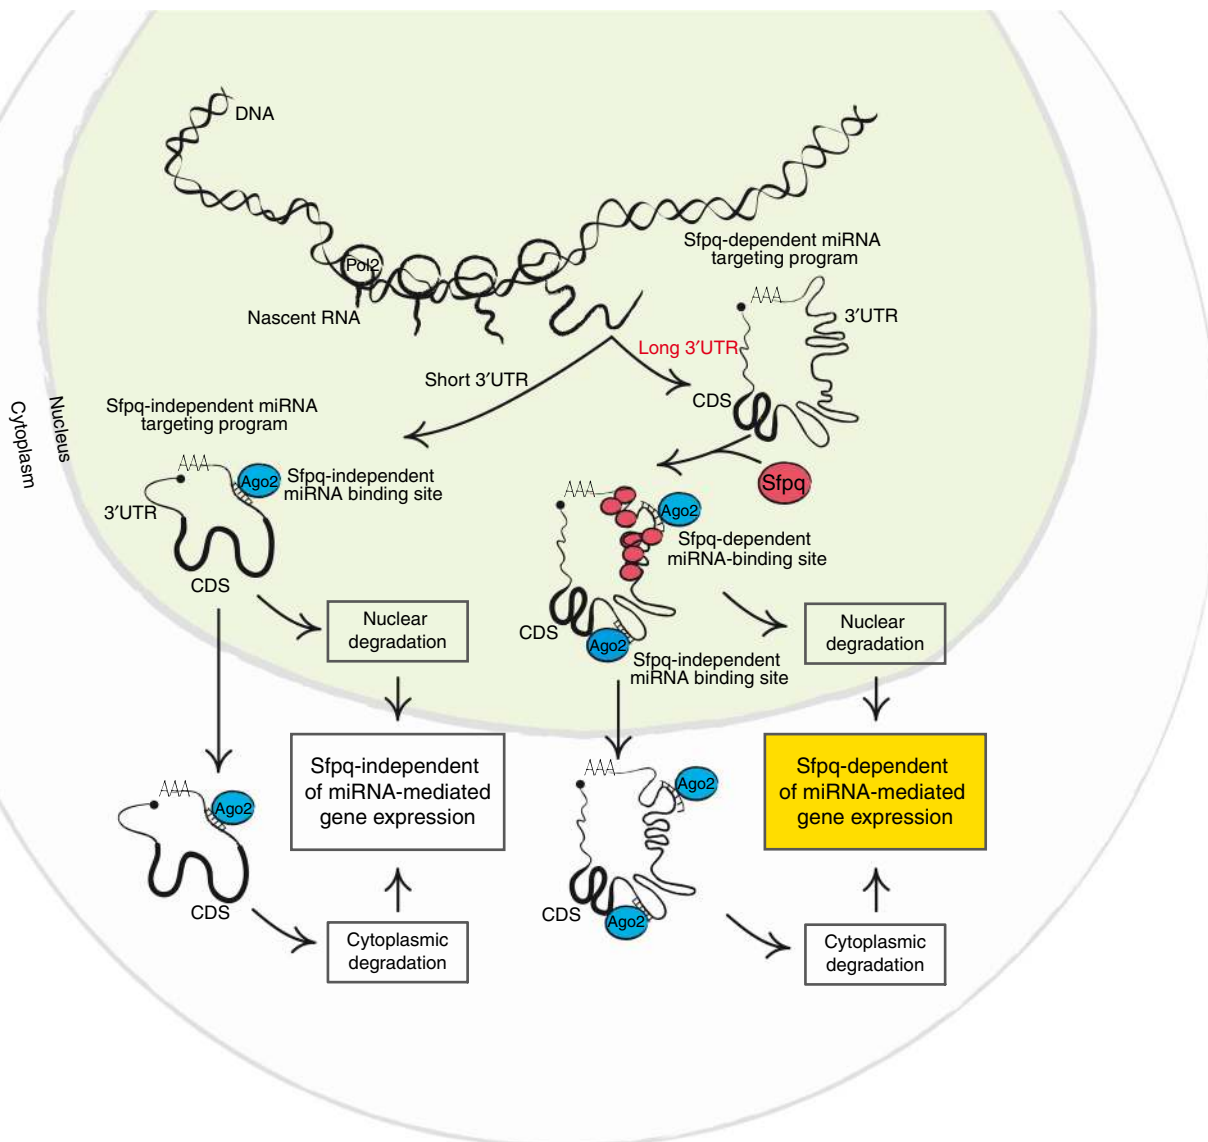 DNA
Pol2
Nascent RNA
Sfpq-dependent miRNA
targeting program
AAA
3′UTR
Long 3′UTR
Short 3′UTR
CDS
Nucleus
Cytoplasm
Sfpq-independent miRNA
targeting program
AAA
Ago2
Sfpq-independent
miRNA binding site
3′UTR
CDS
Sfpq
AAA
Ago2
Sfpq-dependent
miRNA-binding site
CDS
Ago2
Sfpq-independent
miRNA binding site
Nuclear
degradation
Nuclear
degradation
Sfpq-independent
of miRNA-mediated
gene expression
Sfpq-dependent
of miRNA-mediated
gene expression
AAA
Ago2
CDS
AAA
Ago2
CDS
Ago2
Cytoplasmic
degradation
Cytoplasmic
degradation